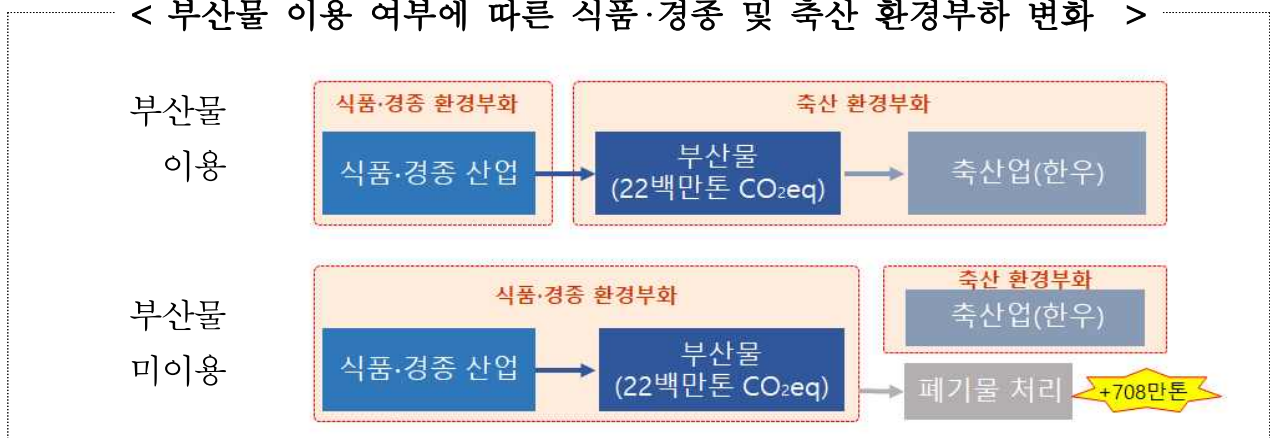 < 부산물 이용 여부에 따른 식품·경종 및 축산 환경부하 변화 >
부산물
이용
식품·경종 환경부화
식품·경종 산업
축산 환경부화
부산물
(22백만톤 CO₂eq)
축산업(한우)
부산물
미이용
식품·경종 환경부화
식품·경종 산업
부산물
(22백만톤 CO₂eq)
축산 환경부화
축산업(한우)
폐기물 처리
+708만톤